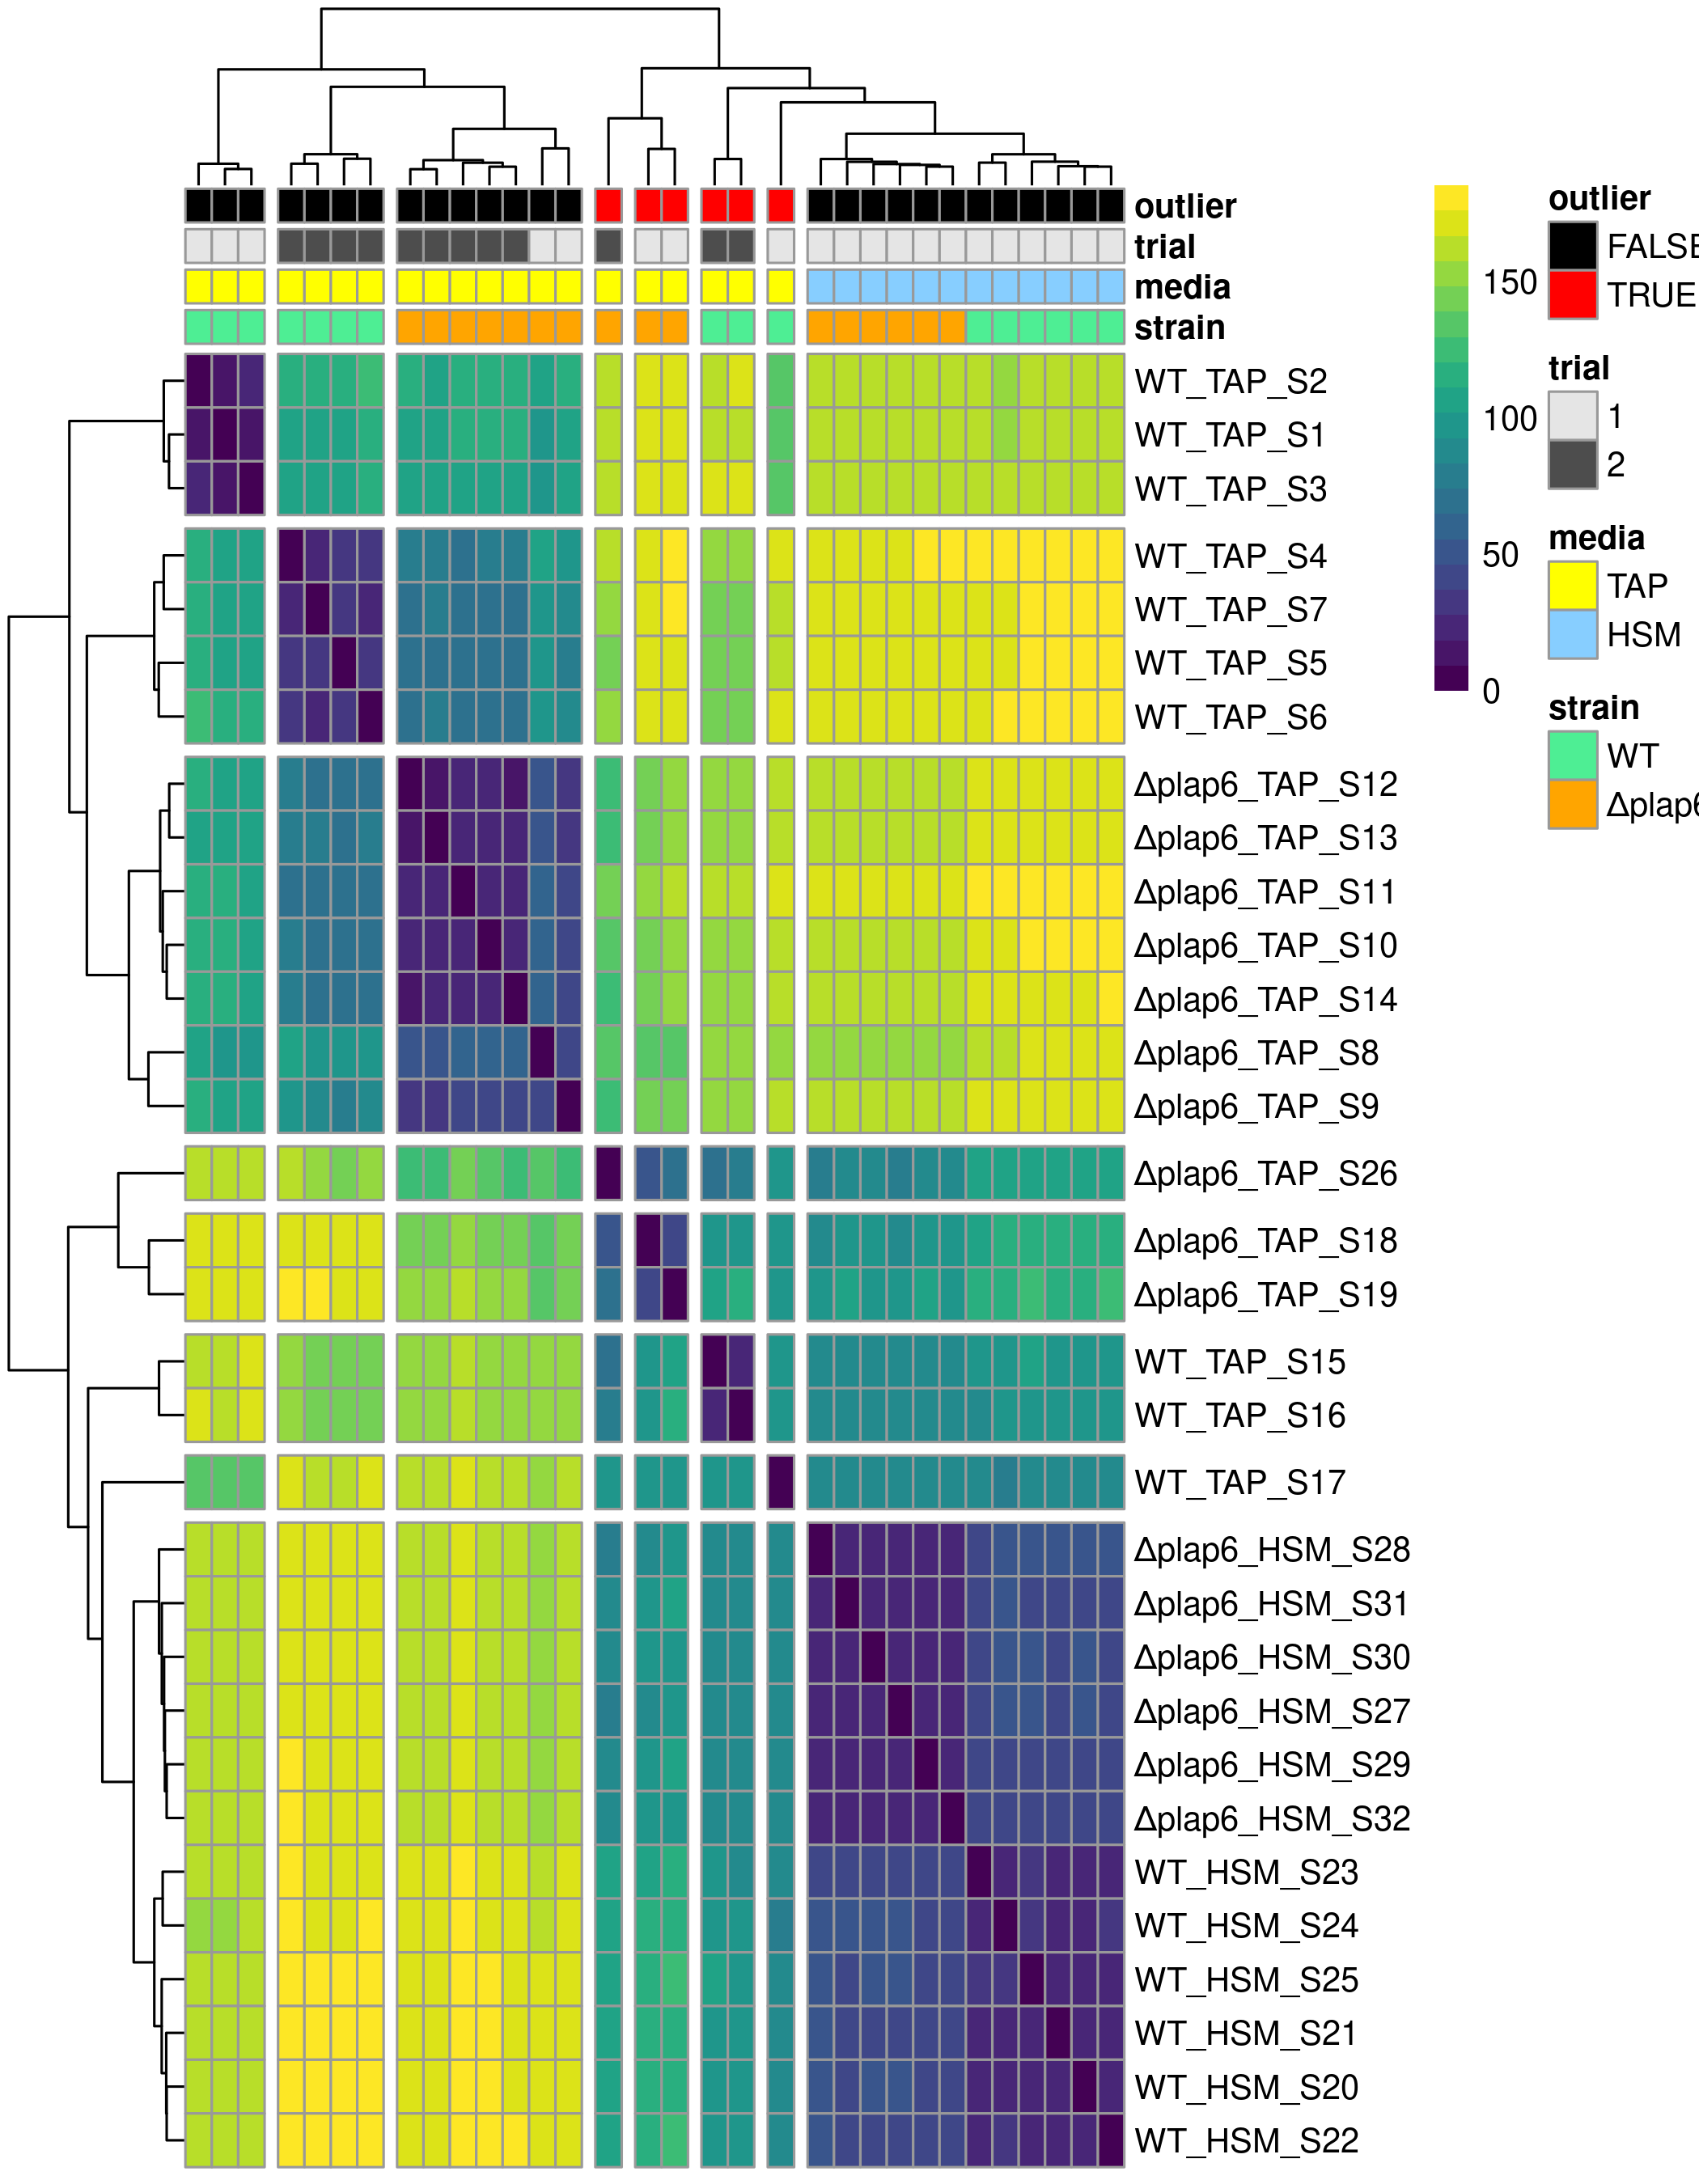 outlier
trial
media
strain
WT_TAP_S2
WT_TAP_S1
WT_TAP_S3
WT_TAP_S4
WT_TAP_S7
WT_TAP_S5
WT_TAP_S6
Δplap6_TAP_S12
Δplap6_TAP_S13
Δplap6_TAP_S11
Δplap6_TAP_S10
Δplap6_TAP_S14
Δplap6_TAP_S8
Δplap6_TAP_S9
Δplap6_TAP_S26
Δplap6_TAP_S18
Δplap6_TAP_S19
WT_TAP_S15
WT_TAP_S16
WT_TAP_S17
Δplap6_HSM_S28
Δplap6_HSM_S31
Δplap6_HSM_S30
Δplap6_HSM_S27
Δplap6_HSM_S29
Δplap6_HSM_S32
WT_HSM_S23
WT_HSM_S24
WT_HSM_S25
WT_HSM_S21
WT_HSM_S20
WT_HSM_S22
150
100
50
0
outlier
FALSE
TRUE
trial
1
2
media
TAP
HSM
strain
WT
Δplap6